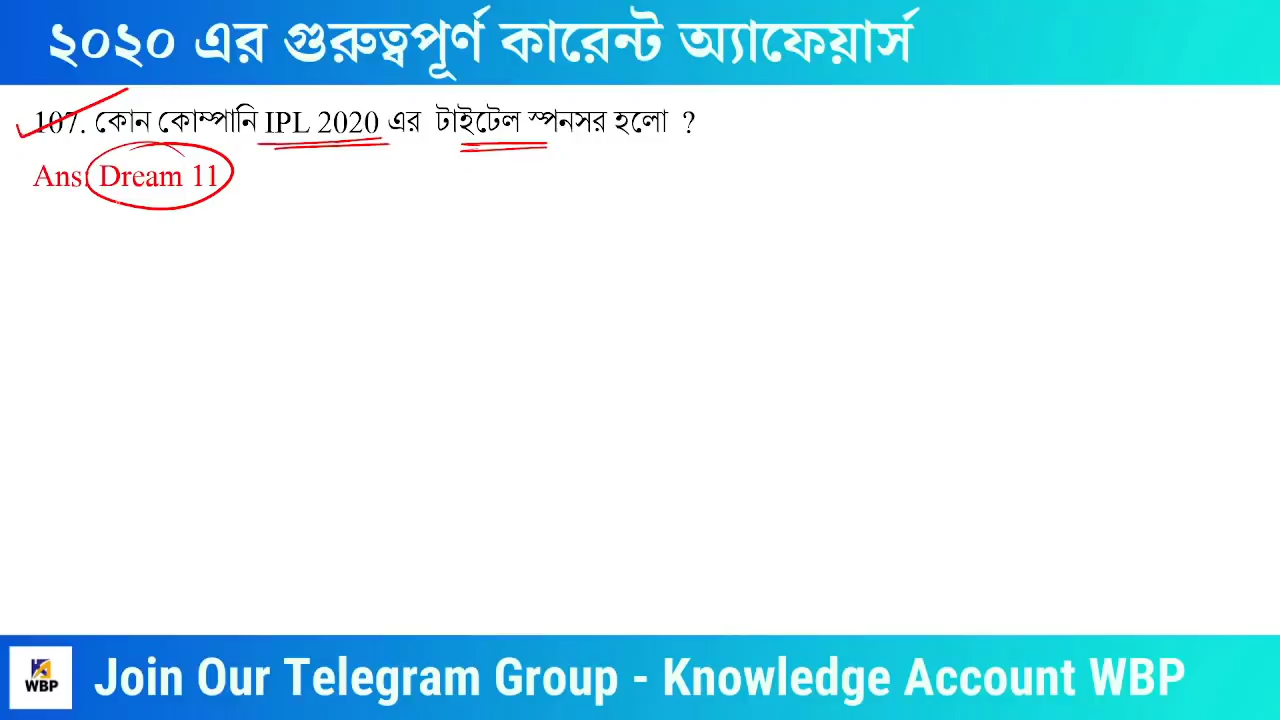 ২০২০ এর গুরুত্বপূর্ণ কারেন্ট অ্যাফেয়ার্স
107. কোন কোম্পানি IPL 2020 এর টাইটেল স্পনসর হলো ?
Ans: Dream 11
WBP
Join Our Telegram Group - Knowledge Account WBP